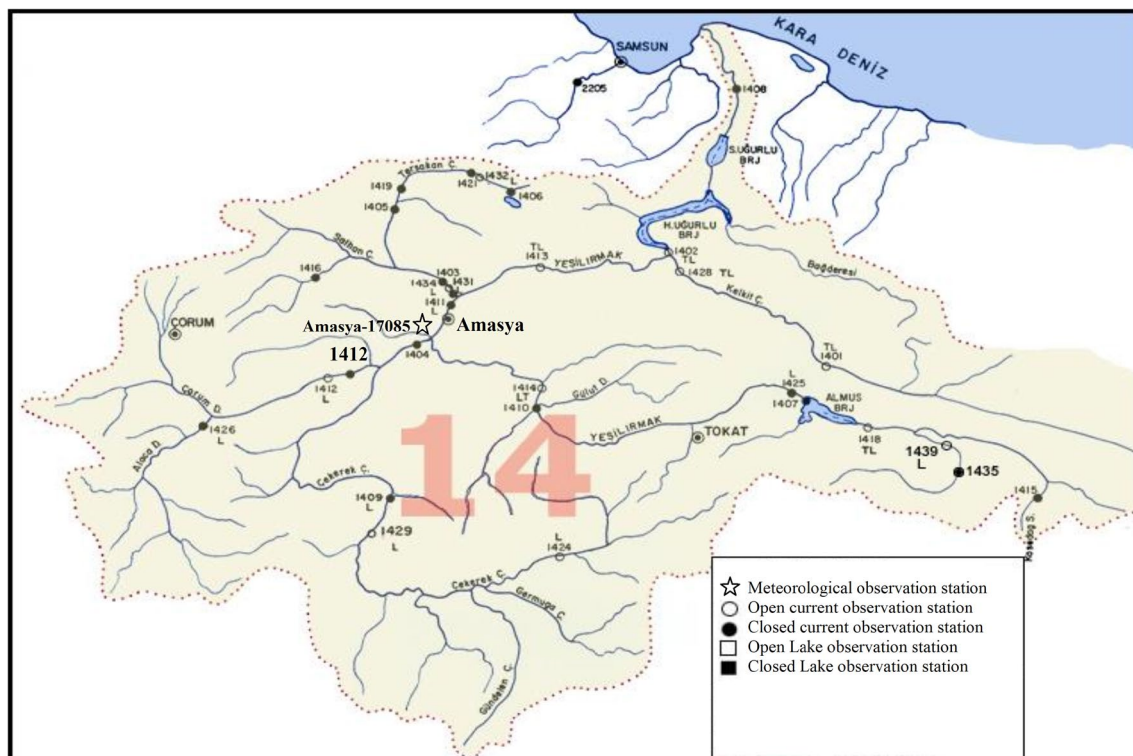 KARA DENİZ
SAMSUN
2205
1408
S.UĞURLU
BRJ
Tersakan Ç.
1421
1432
L
1406
1419
1405
H.UĞURLU
BRJ
1402
TL
1428 TL
TL
1413
YEŞİLIRMAK
Bağderesi
Kelkit Ç.
1416
1403
1434
1431
L
1411
L
Amasya
Amasya-17085
1404
ÇORUM
1412
1412
L
TL
1401
Çorum D.
1426
L
Alaca D.
1414
LT
1410
Gulut D.
YEŞİLIRMAK
TOKAT
L
1425
1407
ALMUS
BRJ
1418
TL
1439
L
1435
1415
Kösedağ S.
14
Çekerek Ç.
1409
L
1429
L
L
1424
Çekerek Ç.
Germuga Ç.
Gündelen Ç.
Meteorological observation station
Open current observation station
Closed current observation station
Open Lake observation station
Closed Lake observation station